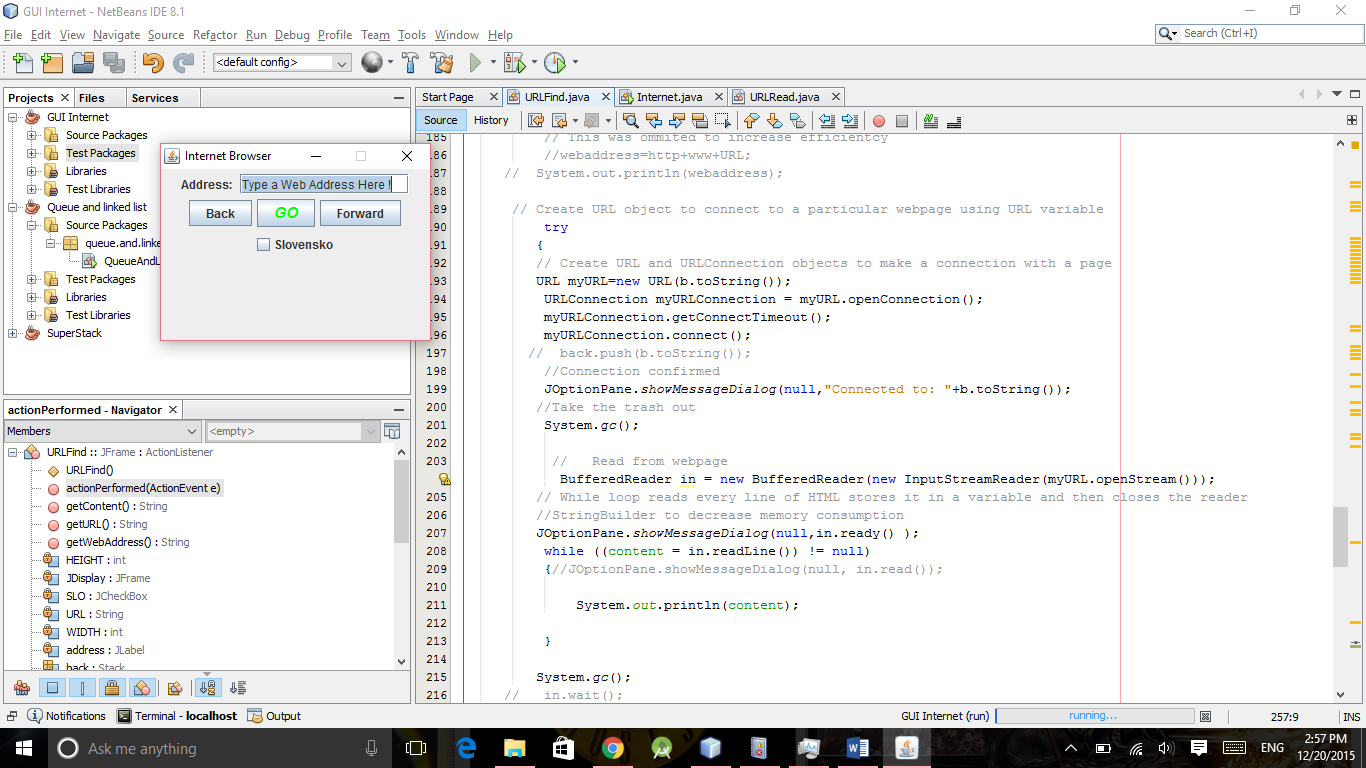 GUI Internet - NetBeans IDE 8.1
File Edit View Navigate Source Refactor Run Debug Profile Team Tools Window Help
Search (Ctrl+I)
<default config>
Projects Files Services
GUI Internet
Source Packages
Test Packages
Libraries
Test Libraries
Queue and linked list
Source Packages
queue.and.linke
QueueAndL
Test Packages
Libraries
Test Libraries
SuperStack
Internet Browser
Address: Type a Web Address Here !
Back GO Forward
Slovensko
actionPerformed - Navigator
Members <empty>
URLFind :: JFrame : ActionListener
URLFind()
actionPerformed(ActionEvent e)
getContent() : String
getURL() : String
getWebAddress() : String
HEIGHT : int
JDisplay : JFrame
SLO : JCheckBox
URL : String
WIDTH : int
address : JLabel
back : Stack
Start Page URLFind.java Internet.java URLRead.java
Source History
185 // This was ommited to increase efficientcy
186 //webaddress=http+www+URL;
187 // System.out.println(webaddress);
188
189 // Create URL object to connect to a particular webpage using URL variable
190 try
191 {
192 // Create URL and URLConnection objects to make a connection with a page
193 URL myURL=new URL(b.toString());
194 URLConnection myURLConnection = myURL.openConnection();
195 myURLConnection.getConnectTimeout();
196 myURLConnection.connect();
197 // back.push(b.toString());
198 //Connection confirmed
199 JOptionPane.showMessageDialog(null,"Connected to: "+b.toString());
200 //Take the trash out
201 System.gc();
202
203 // Read from webpage
BufferedReader in = new BufferedReader(new InputStreamReader(myURL.openStream()));
205 // While loop reads every line of HTML stores it in a variable and then closes the reader
206 //StringBuilder to decrease memory consumption
207 JOptionPane.showMessageDialog(null,in.ready() );
208 while ((content = in.readLine()) != null)
209 {//JOptionPane.showMessageDialog(null, in.read());
210
211 System.out.println(content);
212
213 }
214
215 System.gc();
216 // in.wait();
Notifications Terminal - localhost Output
GUI Internet (run) running... 257:9 INS
Ask me anything
ENG
2:57 PM
12/20/2015